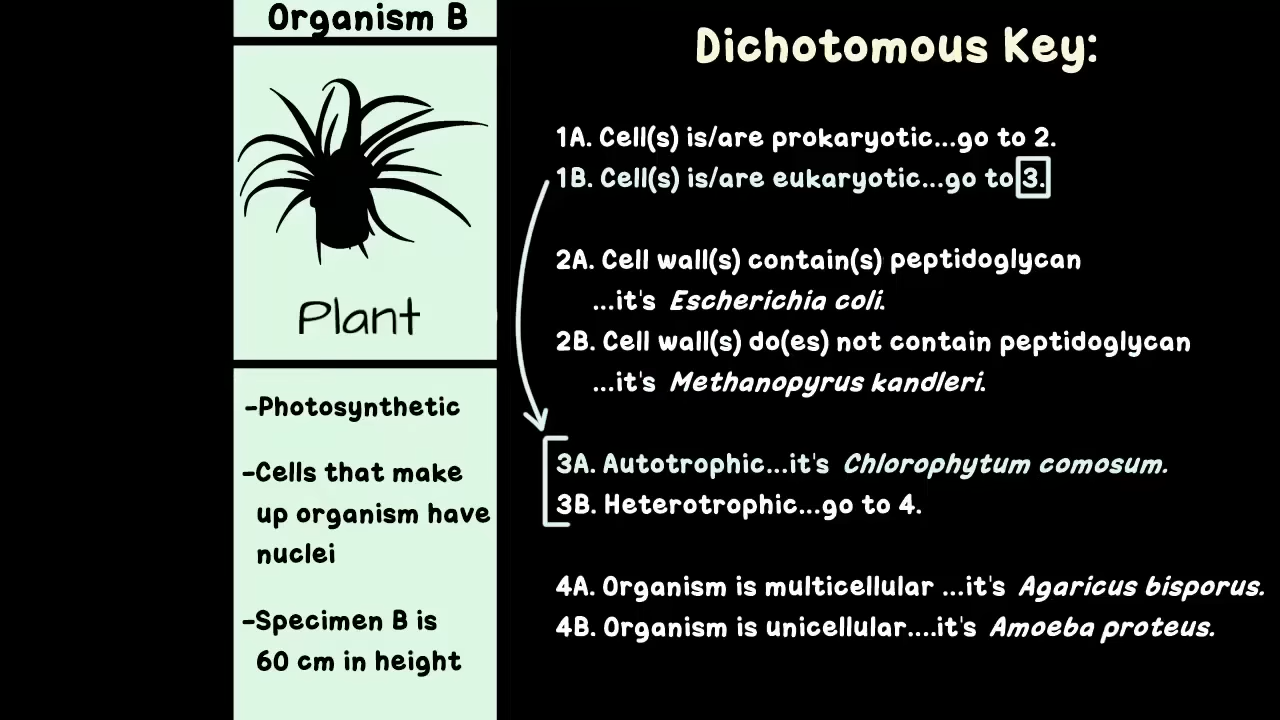 Organism B
Plant
-Photosynthetic
-Cells that make
up organism have
nuclei
-Specimen B is
60 cm in height
Dichotomous Key:
1A. Cell(s) is/are prokaryotic...go to 2.
1B. Cell(s) is/are eukaryotic...go to 3.
2A. Cell wall(s) contain(s) peptidoglycan
...it's Escherichia coli.
2B. Cell wall(s) do(es) not contain peptidoglycan
...it's Methanopyrus kandleri.
3A. Autotrophic...it's Chlorophytum comosum.
3B. Heterotrophic...go to 4.
4A. Organism is multicellular ...it's Agaricus bisporus.
4B. Organism is unicellular....it's Amoeba proteus.